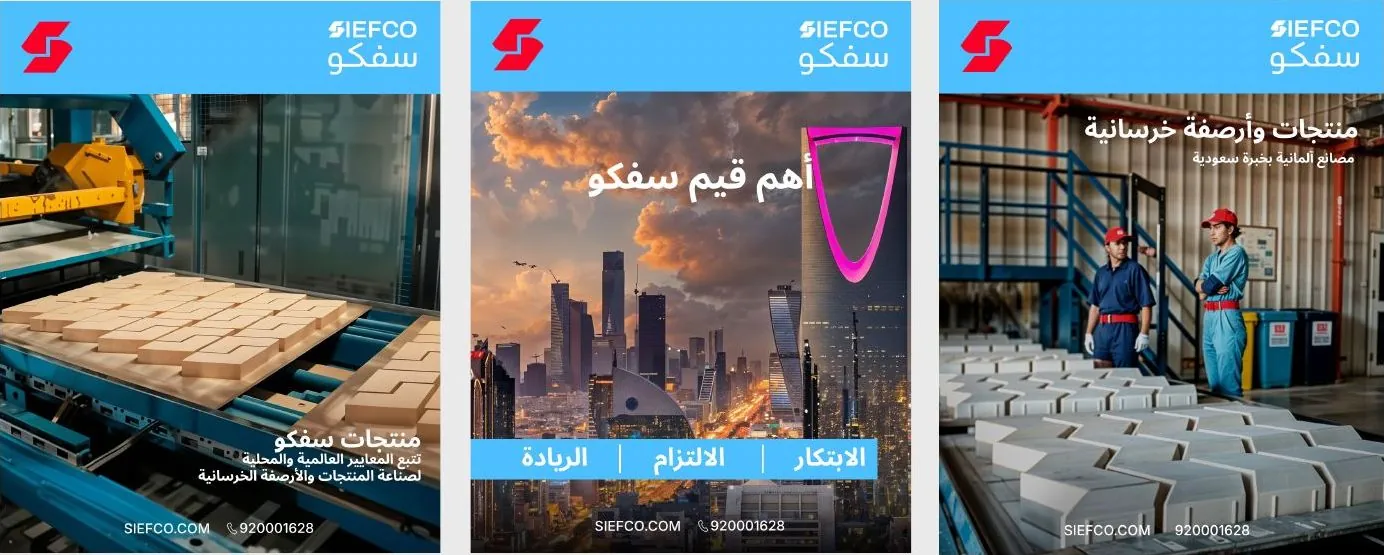 SIEFCO
سفكو
منتجات سفكو
تتبع المعايير العالمية والمحلية
لصناعة المنتجات والأرصفة الخرسانية
SIEFCO.COM 920001628
SIEFCO
سفكو
أهم قيم سفكو
الابتكار | الالتزام | الريادة
SIEFCO.COM 920001628
SIEFCO
سفكو
منتجات وأرصفة خرسانية
مصانع ألمانية بخبرة سعودية
SIEFCO.COM 920001628